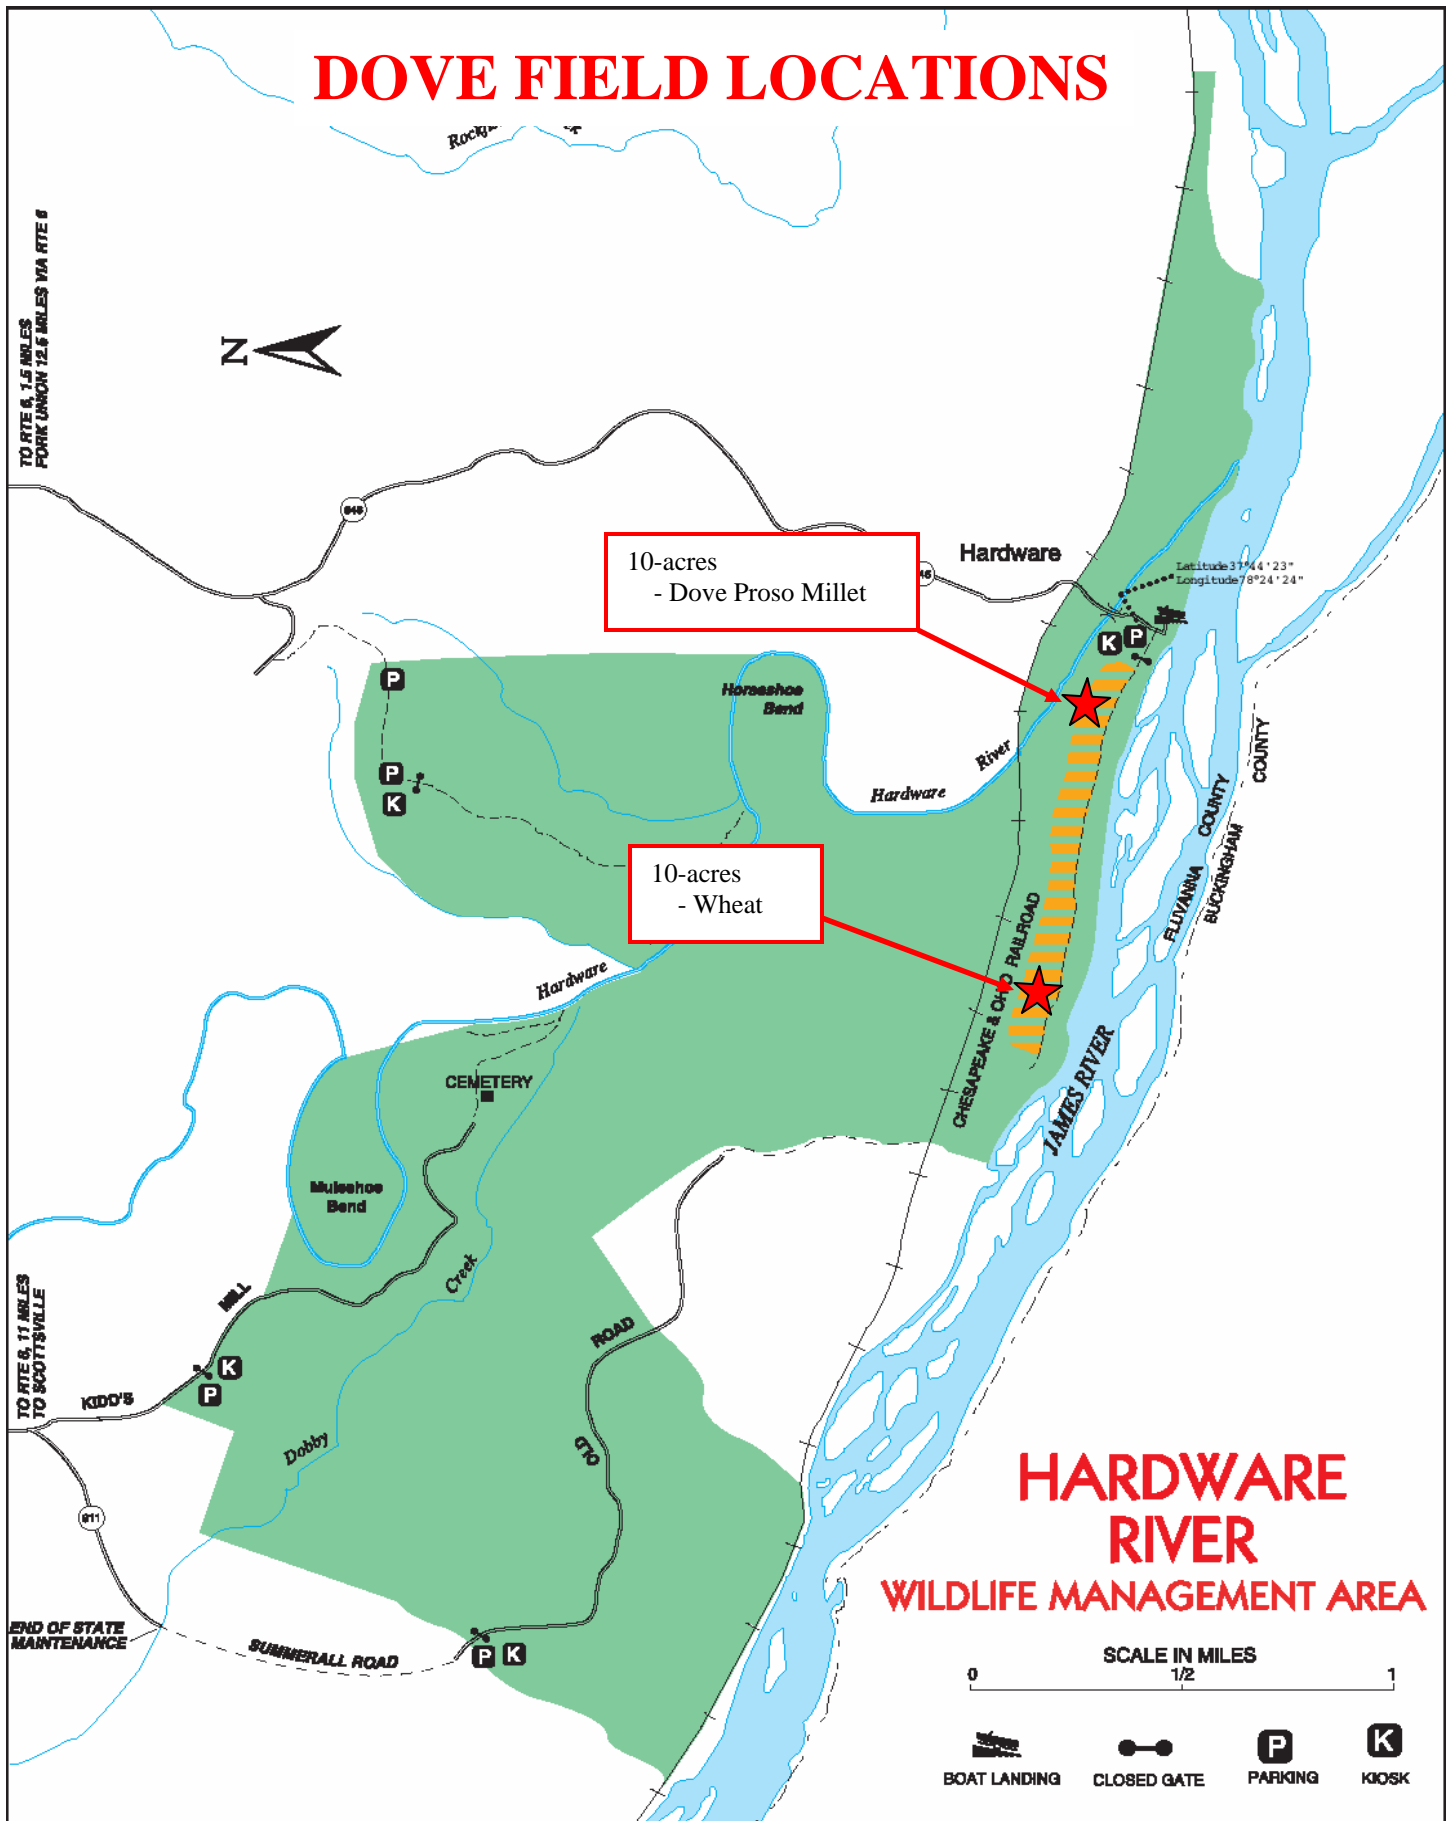 DOVE FIELD LOCATIONS
TO RTE 6, 1.5 MILES
FORK UNION 12.5 MILES VIA RTE 6
N
645
10-acres
- Dove Proso Millet
Hardware
Latitude37°44'23"
Longitude78°24'24"
K
P
P
Horseshoe
Bend
River
Hardware
P
K
COUNTY
COUNTY
FLUVANNA
BUCKINGHAM
10-acres
- Wheat
CHESAPEAKE & OHIO RAILROAD
Hardware
JAMES RIVER
CEMETERY
Muleshoe
Bend
Creek
MILL
TO RTE 6, 11 MILES
TO SCOTTSVILLE
ROAD
K
P
KIDD'S
Dobby
OLD
611
END OF STATE
MAINTENANCE
SUMMERALL ROAD
P
K
HARDWARE
RIVER
WILDLIFE MANAGEMENT AREA
SCALE IN MILES
0 1/2 1
P
K
BOAT LANDING
CLOSED GATE
PARKING
KIOSK